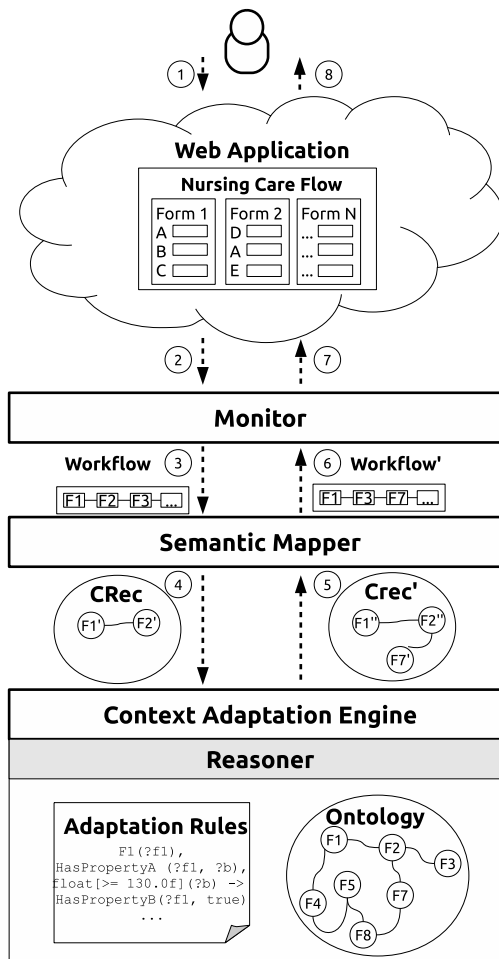 1
8
Web Application
Nursing Care Flow
Form 1 Form 2 Form N
A D ...
B A ...
C E ...
2
7
Monitor
Workflow 3
6 Workflow'
F1 F2 F3 ...
F1 F3 F7 ...
Semantic Mapper
4
5
CRec
F1' F2'
Crec'
F1'' F2''
F7'
Context Adaptation Engine
Reasoner
Adaptation Rules
F1(?f1),
HasPropertyA (?f1, ?b),
float[>= 130.0f](?b) ->
HasPropertyB(?f1, true)
...
Ontology
F1
F2
F3
F5
F4
F7
F8